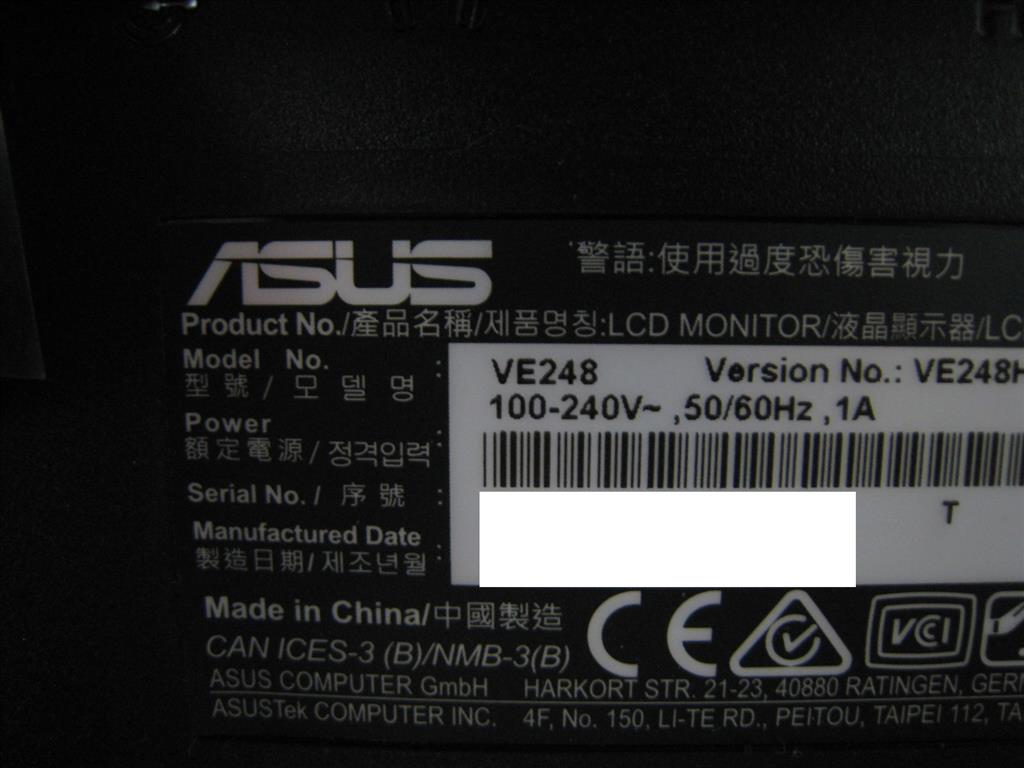 ASUS
警語:使用過度恐傷害視力
Product No./產品名稱/제품명칭:LCD MONITOR/液晶顯示器/LC
Model No. : VE248 Version No.: VE248H
型號/모델명
Power : 100-240V~ ,50/60Hz ,1A
額定電源/정격입력
Serial No./ 序號 :
T
Manufactured Date :
製造日期/제조년월
Made in China/中國製造
CE
VCCI
CAN ICES-3 (B)/NMB-3(B)
ASUS COMPUTER GmbH HARKORT STR. 21-23, 40880 RATINGEN, GERM
ASUSTek COMPUTER INC. 4F, No. 150, LI-TE RD., PEITOU, TAIPEI 112, TA